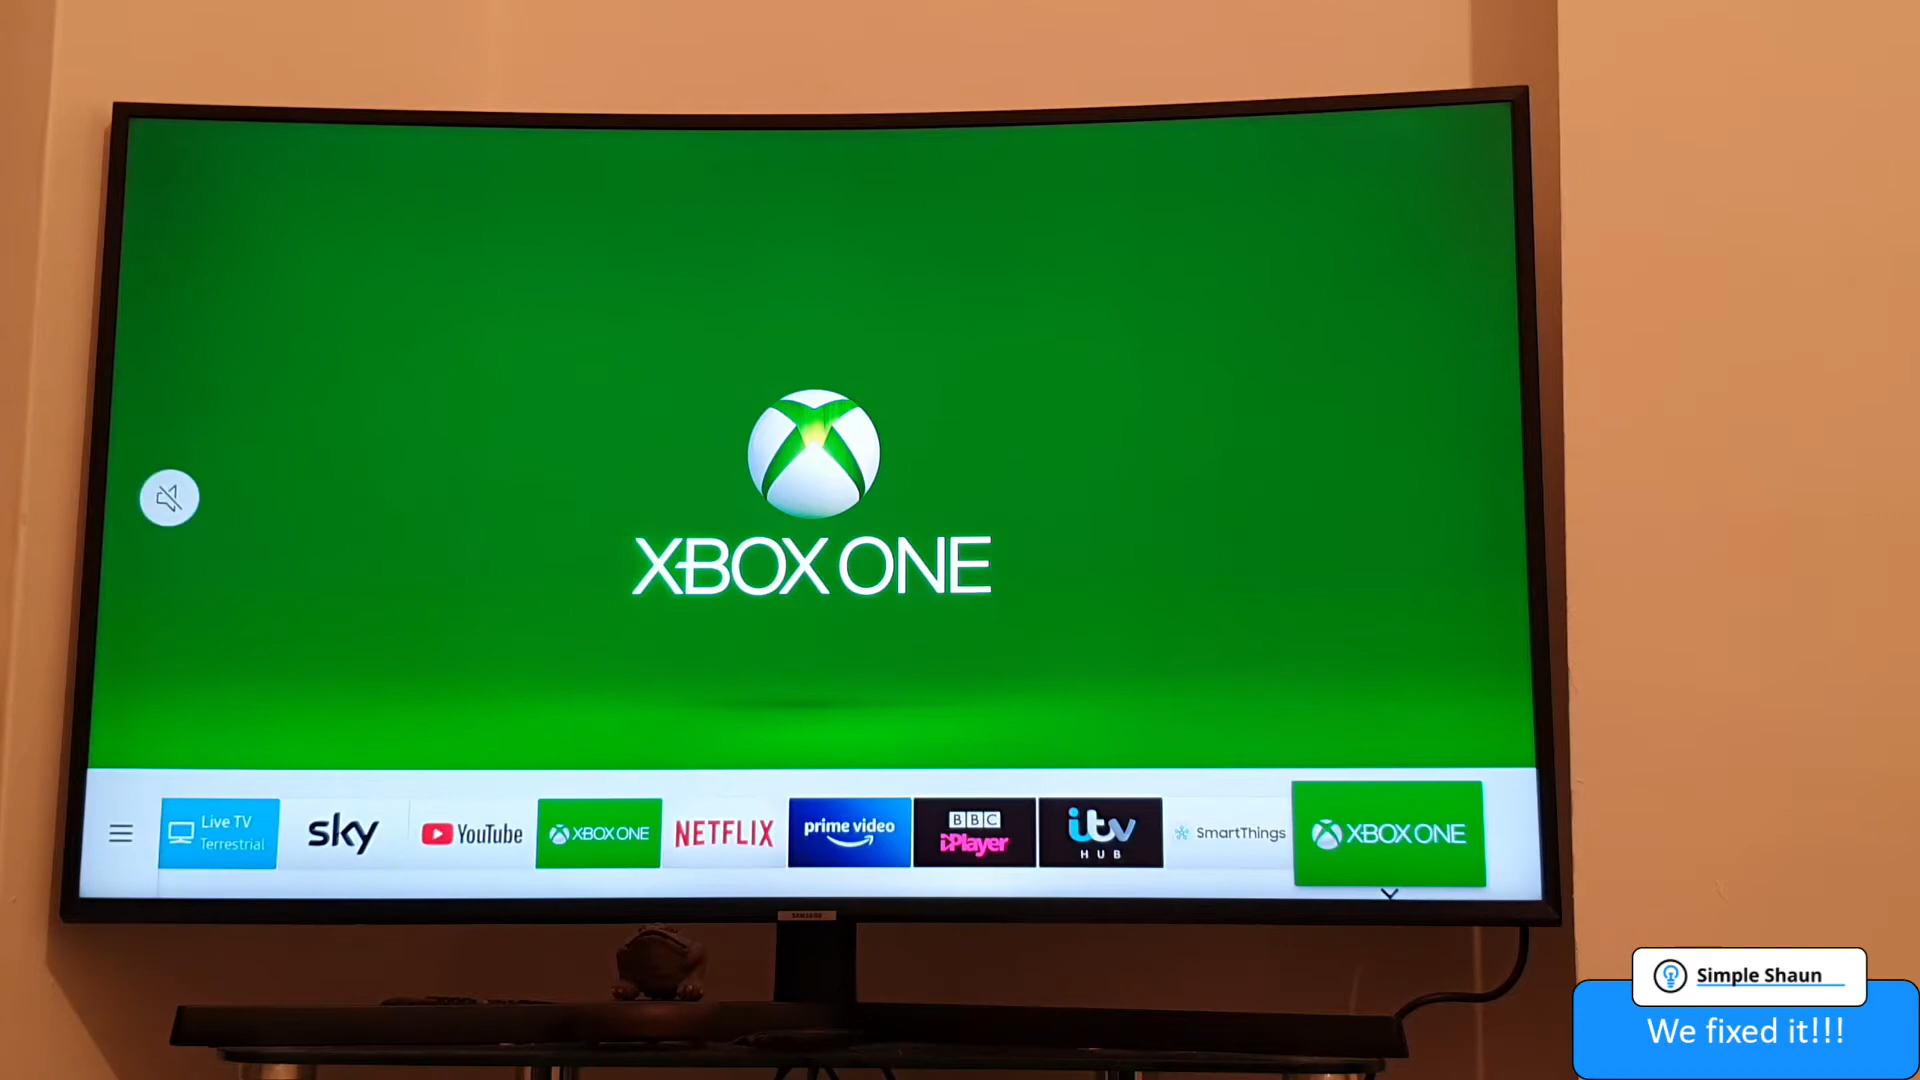 XBOX ONE
Live TV
Terrestrial
sky
YouTube
XBOX ONE
NETFLIX
prime video
BBC
iPlayer
itv
HUB
SmartThings
XBOX ONE
SAMSUNG
Simple Shaun
We fixed it!!!